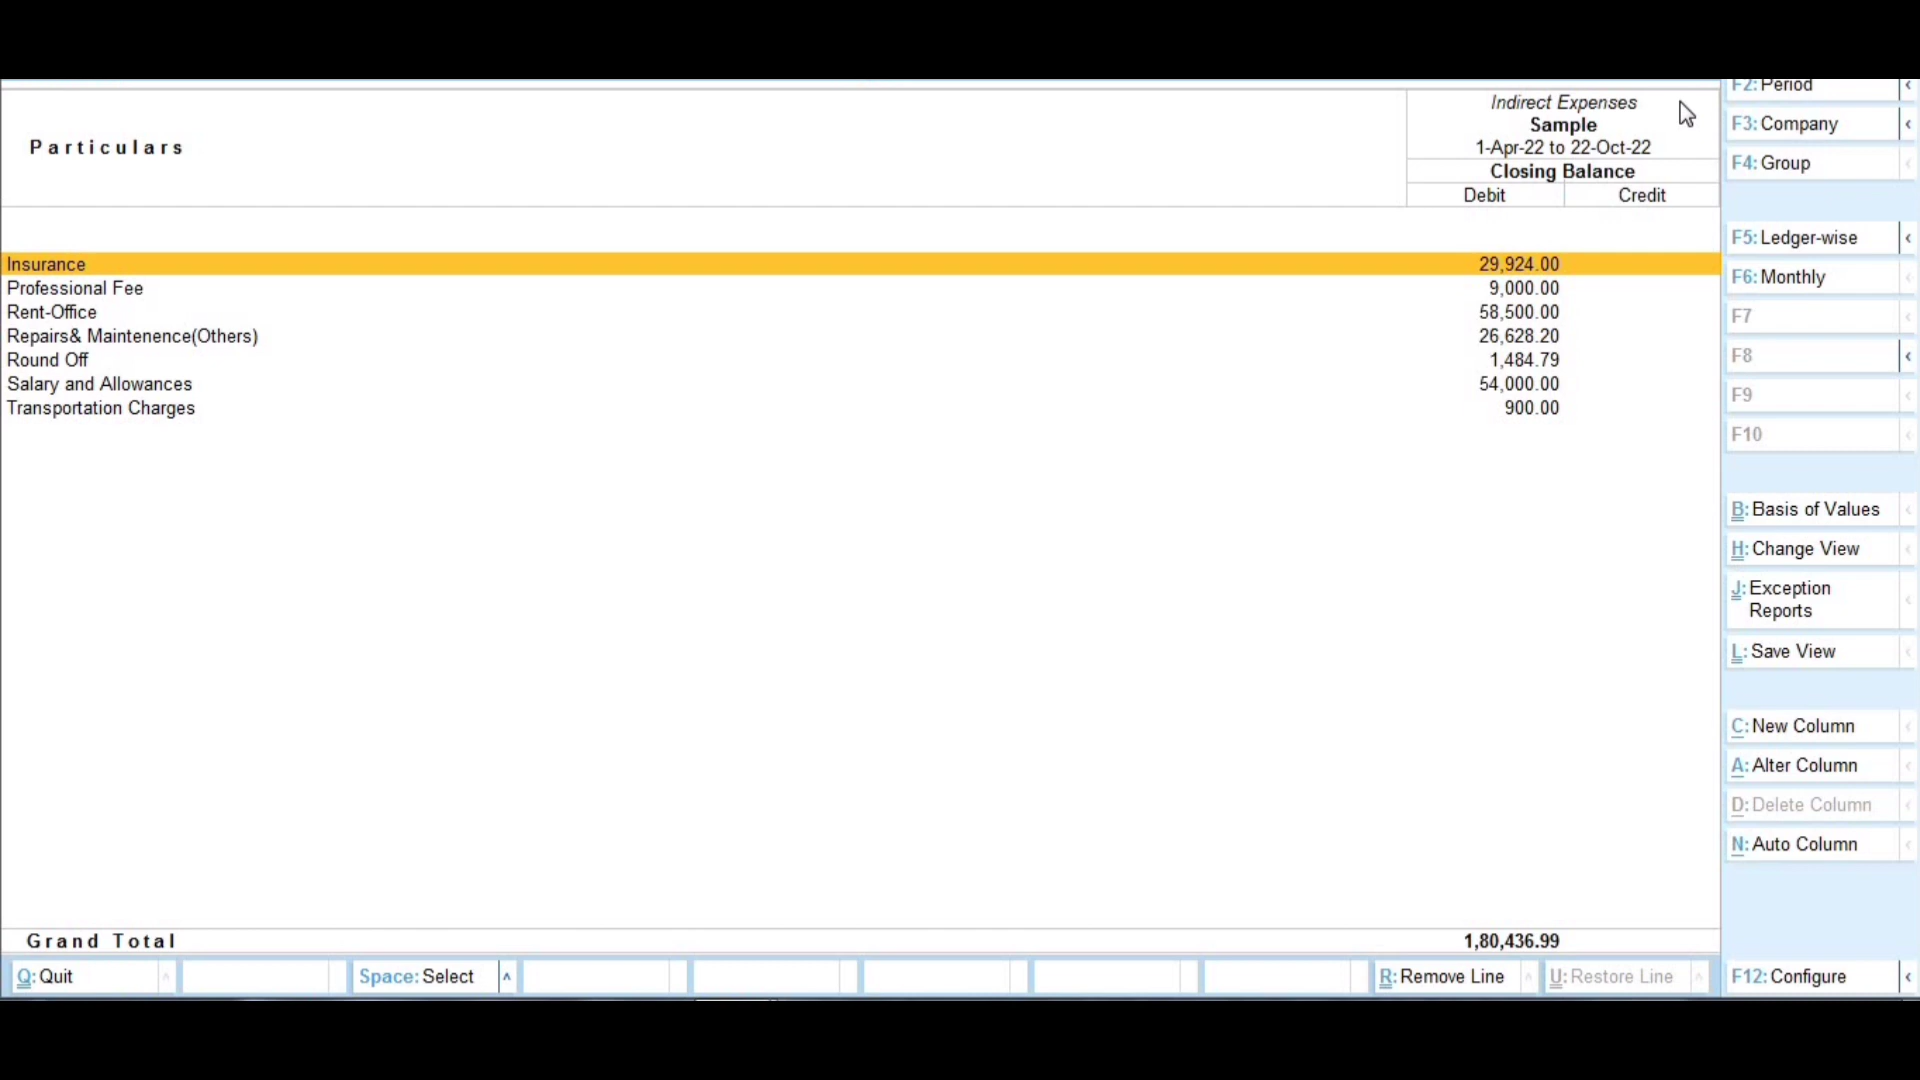 Indirect Expenses
Sample
Particulars
1-Apr-22 to 22-Oct-22
Closing Balance
Debit Credit
Insurance 29,924.00
Professional Fee 9,000.00
Rent-Office 58,500.00
Repairs& Maintenence(Others) 26,628.20
Round Off 1,484.79
Salary and Allowances 54,000.00
Transportation Charges 900.00
Grand Total 1,80,436.99
Q: Quit Space: Select R: Remove Line U: Restore Line
F2: Period
F3: Company
F4: Group
F5: Ledger-wise
F6: Monthly
F7
F8
F9
F10
B: Basis of Values
H: Change View
J: Exception
Reports
L: Save View
C: New Column
A: Alter Column
D: Delete Column
N: Auto Column
F12: Configure